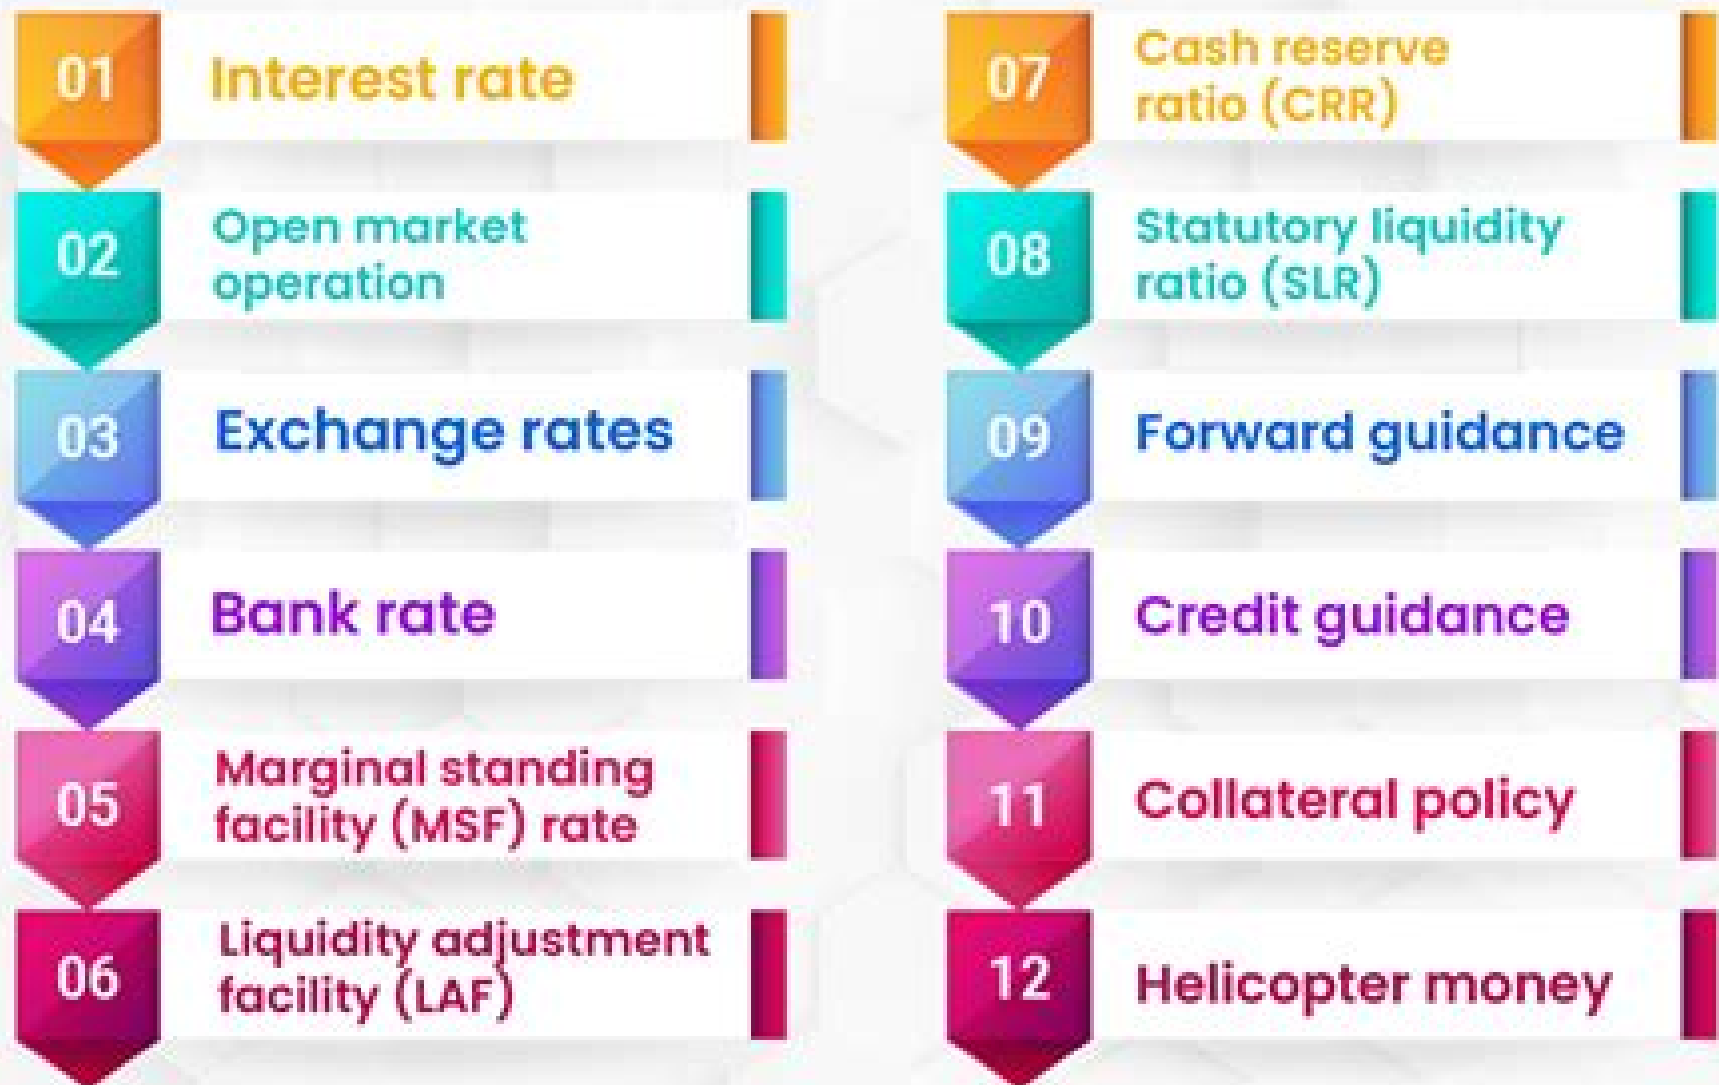 01
Interest rate
02
Open market
operation
03
Exchange rates
04
Bank rate
05
Marginal standing
facility (MSF) rate
06
Liquidity adjustment
facility (LAF)
07
Cash reserve
ratio (CRR)
08
Statutory liquidity
ratio (SLR)
09
Forward guidance
10
Credit guidance
11
Collateral policy
12
Helicopter money